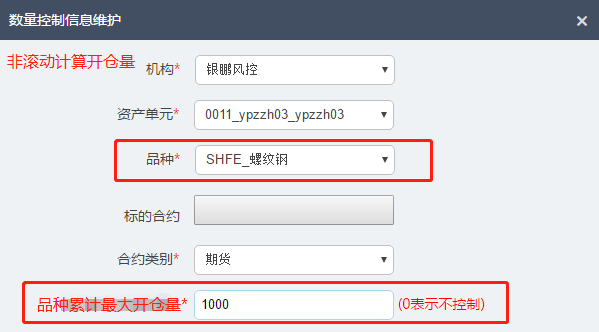 数量控制信息维护 ×
非滚动计算开仓量
机构* 银鹏风控
资产单元* 0011_ypzzh03_ypzzh03
品种* SHFE_螺纹钢
标的合约
合约类别* 期货
品种累计最大开仓量* 1000 (0表示不控制)